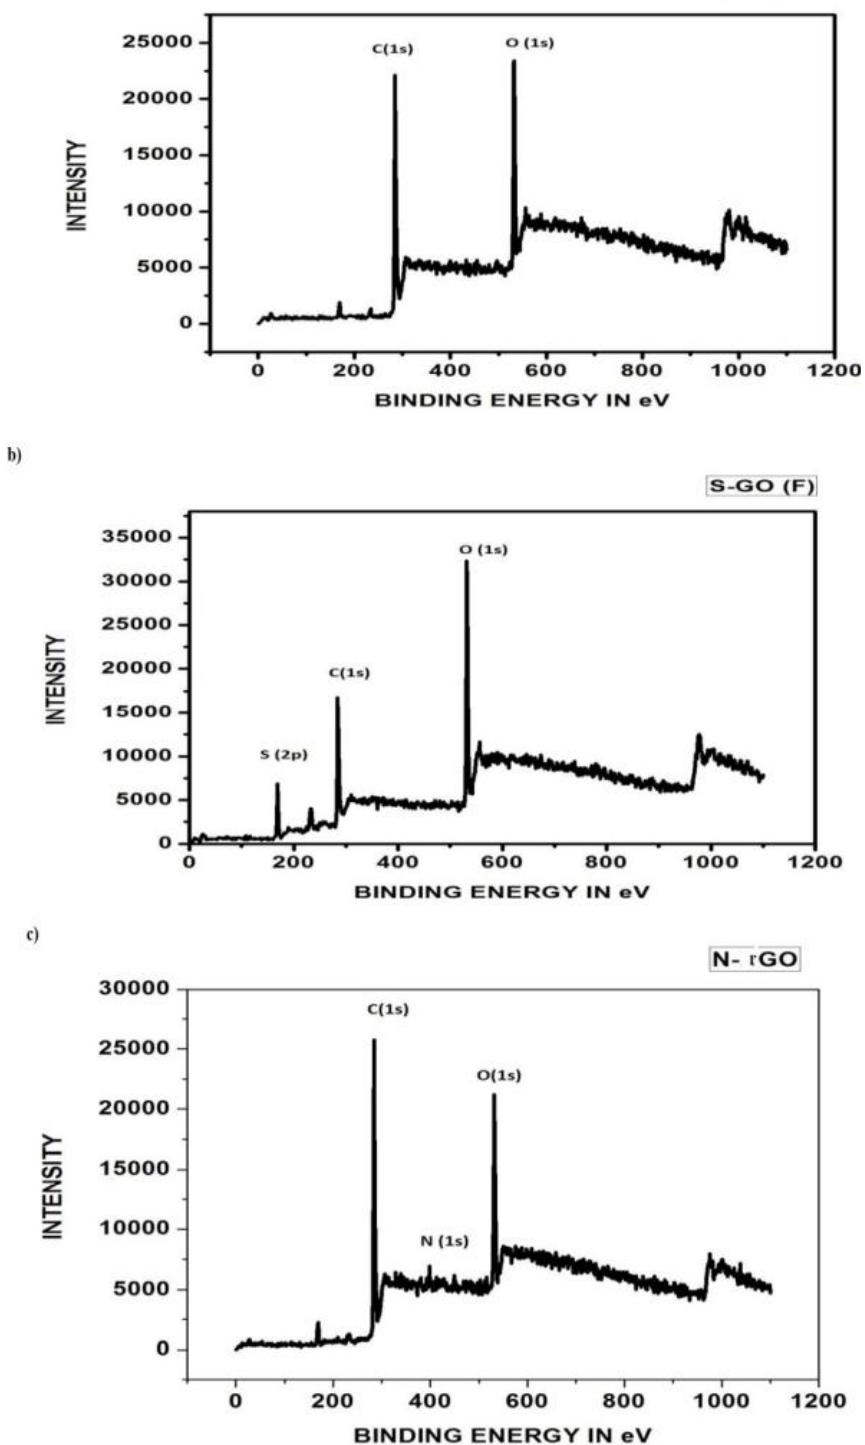 25000
20000
15000
10000
5000
0
INTENSITY
C(1s)
O (1s)
0 200 400 600 800 1000 1200
BINDING ENERGY IN eV
b)
S-GO (F)
35000
30000
25000
20000
15000
10000
5000
0
INTENSITY
S (2p)
C(1s)
O (1s)
0 200 400 600 800 1000 1200
BINDING ENERGY IN eV
c)
N- rGO
30000
25000
20000
15000
10000
5000
0
INTENSITY
C(1s)
N (1s)
O(1s)
0 200 400 600 800 1000 1200
BINDING ENERGY IN eV